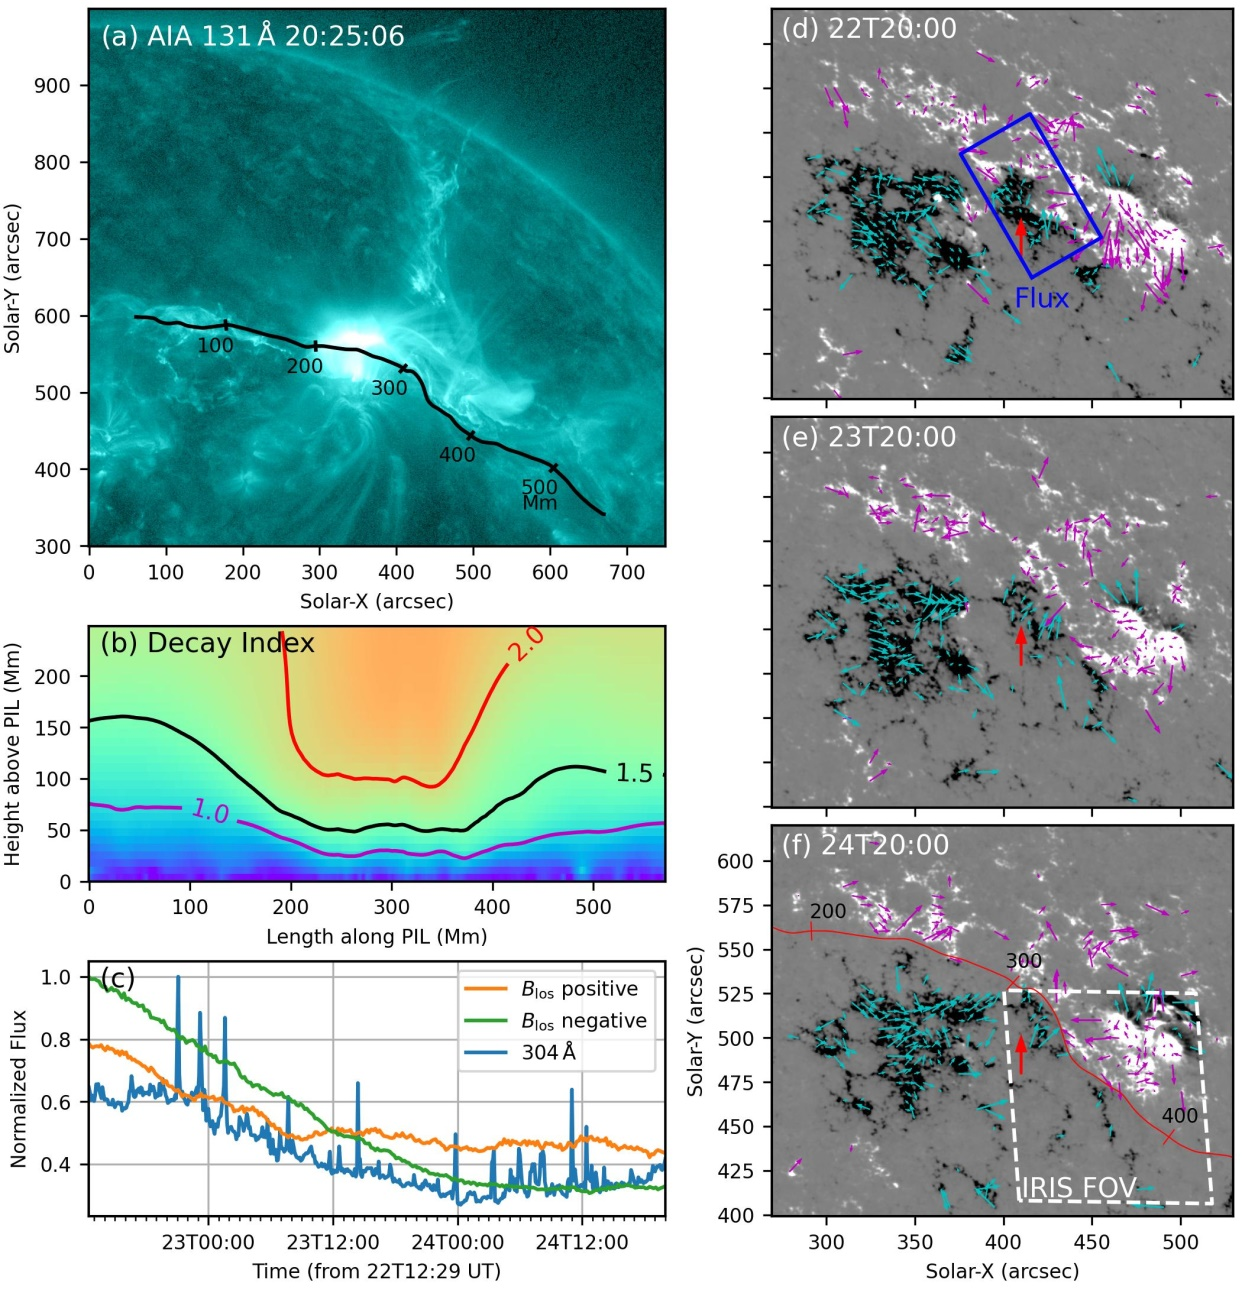 (a) AIA 131 Å 20:25:06
Solar-Y (arcsec)
900
800
700
600
500
400
300
100
200
300
400
500
Mm
0 100 200 300 400 500 600 700
Solar-X (arcsec)
(b) Decay Index
Height above PIL (Mm)
200
150
100
50
0
2.0
1.5
1.0
0 100 200 300 400 500
Length along PIL (Mm)
(c)
Normalized Flux
1.0
0.8
0.6
0.4
B_los positive
B_los negative
304 Å
23T00:00 23T12:00 24T00:00 24T12:00
Time (from 22T12:29 UT)
(d) 22T20:00
Flux
(e) 23T20:00
(f) 24T20:00
Solar-Y (arcsec)
600
575
550
525
500
475
450
425
400
200
300
400
IRIS FOV
300 350 400 450 500
Solar-X (arcsec)